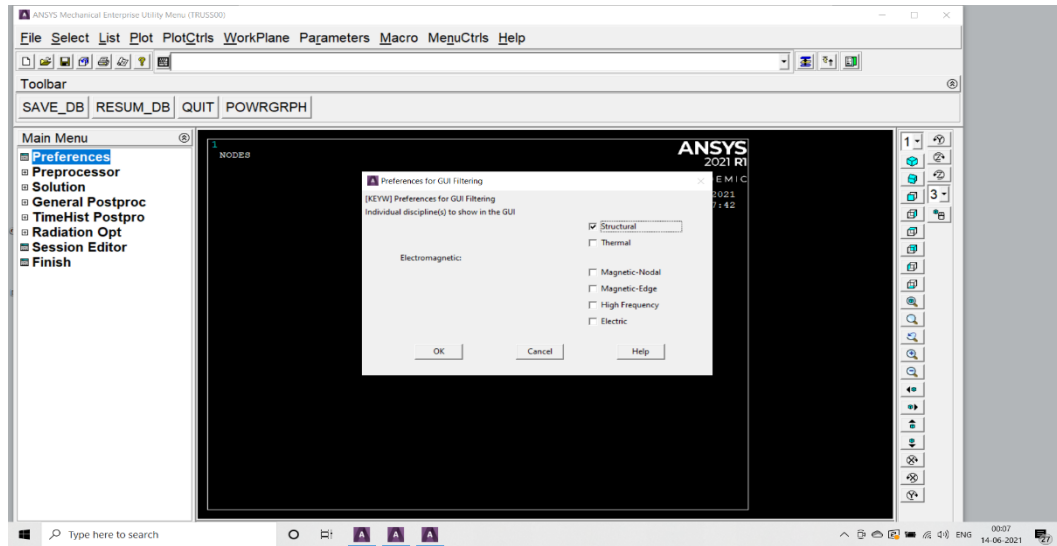 ANSYS Mechanical Enterprise Utility Menu (TRUSS00)
File Select List Plot PlotCtrls WorkPlane Parameters Macro MenuCtrls Help
Toolbar
SAVE_DB RESUM_DB QUIT POWRGRPH
Main Menu
Preferences
Preprocessor
Solution
General Postproc
TimeHist Postpro
Radiation Opt
Session Editor
Finish
1
NODES
ANSYS
2021 R1
EMIC
2021
7:42
Preferences for GUI Filtering
[KEYW] Preferences for GUI Filtering
Individual discipline(s) to show in the GUI
Structural
Thermal
Electromagnetic:
Magnetic-Nodal
Magnetic-Edge
High Frequency
Electric
OK Cancel Help
1
3
Type here to search
ENG
00:07
14-06-2021
27